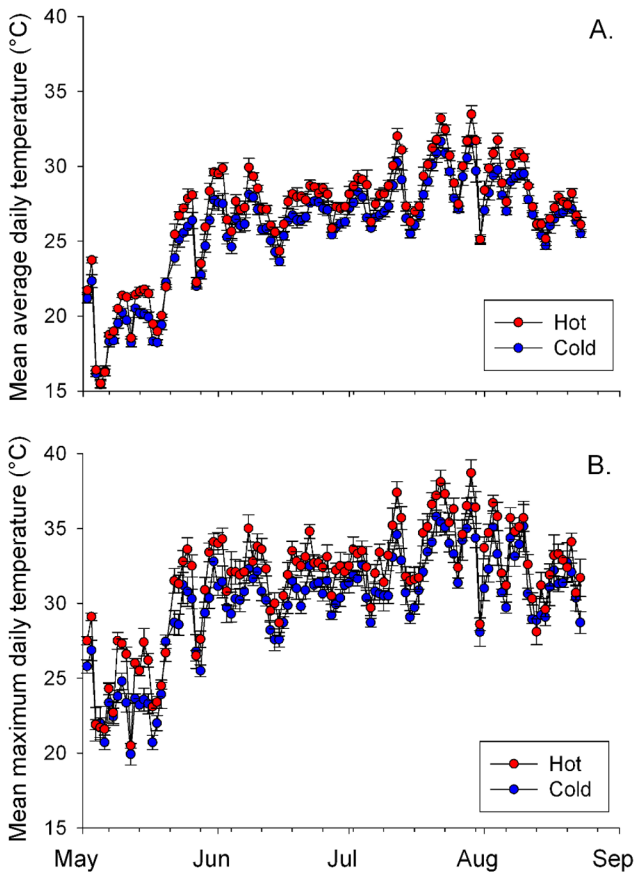 A.
Mean average daily temperature (°C)
40
35
30
25
20
15
Hot
Cold
B.
Mean maximum daily temperature (°C)
40
35
30
25
20
15
Hot
Cold
May
Jun
Jul
Aug
Sep